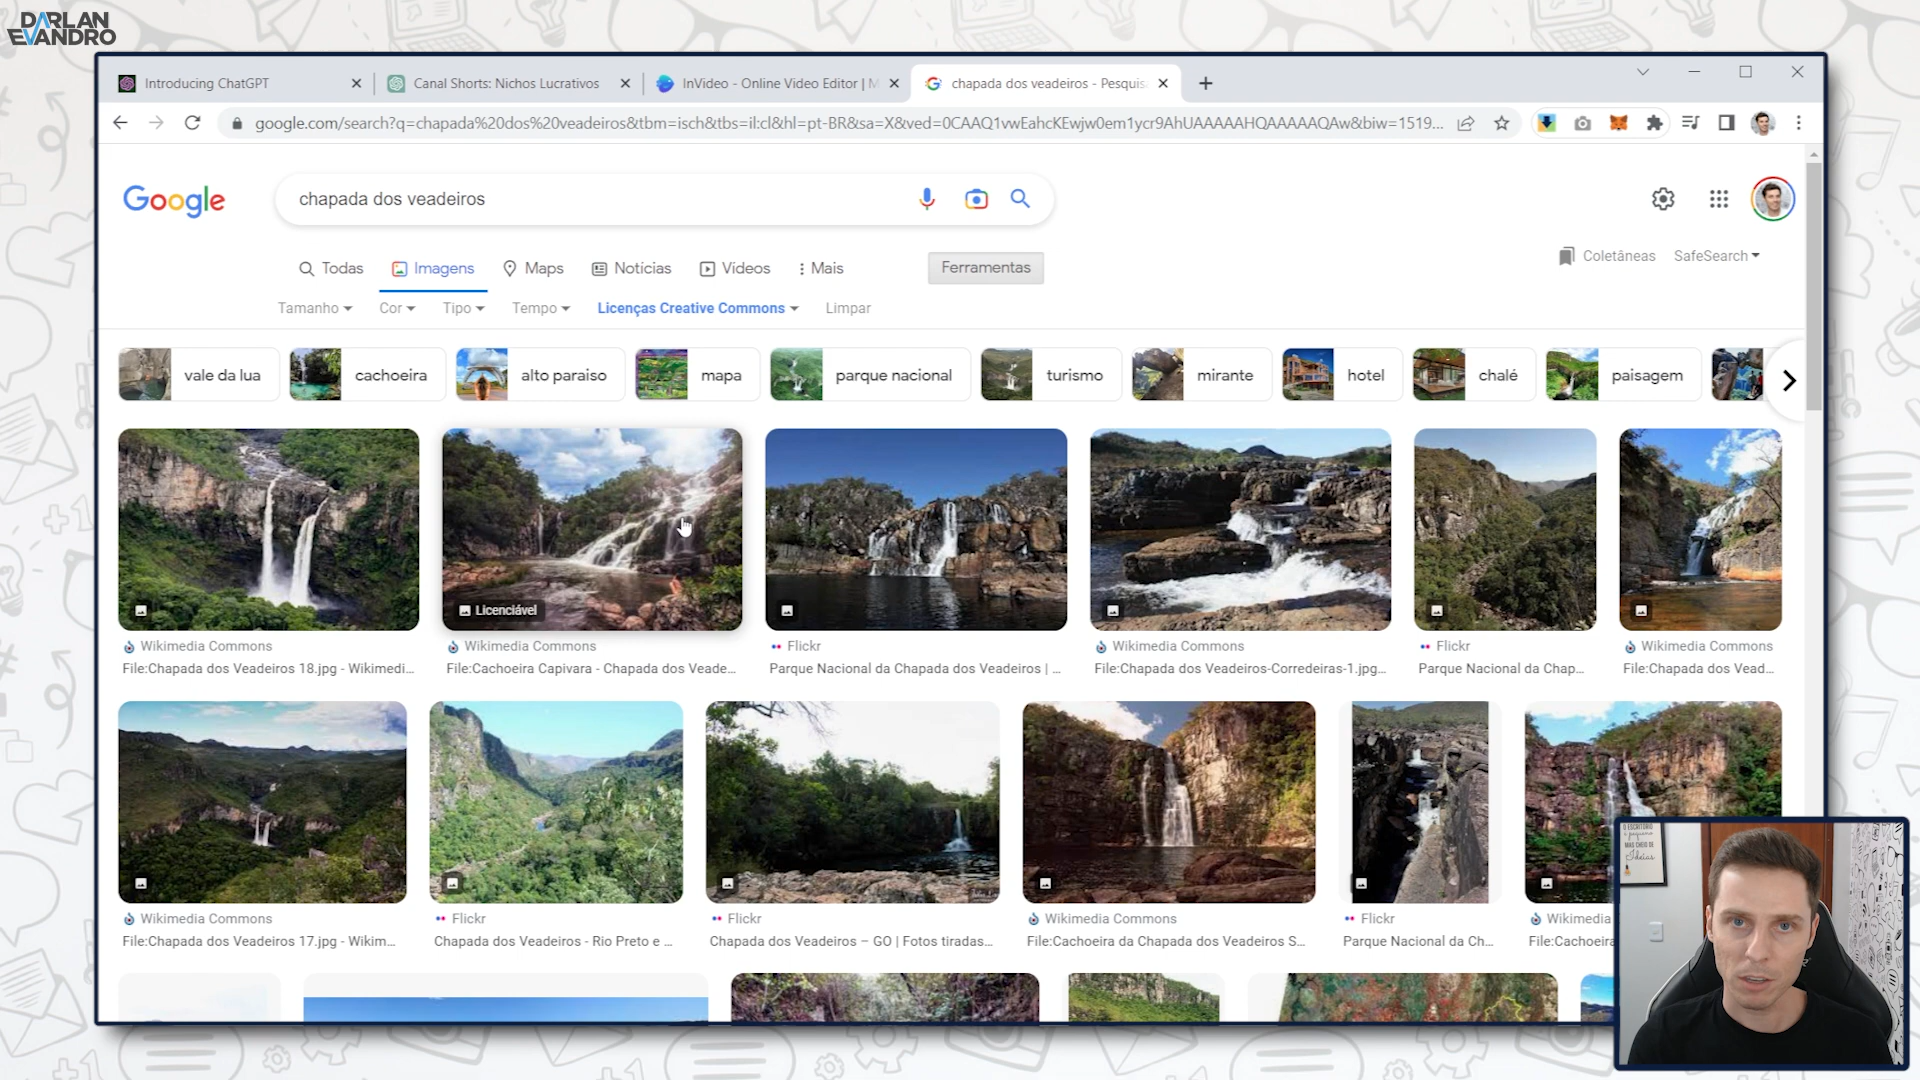 DARLAN
EVANDRO
Introducing ChatGPT
Canal Shorts: Nichos Lucrativos
InVideo - Online Video Editor | M
chapada dos veadeiros - Pesquis
google.com/search?q=chapada%20dos%20veadeiros&tbm=isch&tbs=il:cl&hl=pt-BR&sa=X&ved=0CAAQ1vwEahcKEwjw0em1ycr9AhUAAAAAHQAAAAAQAw&biw=1519...
Google
chapada dos veadeiros
Todas
Imagens
Maps
Notícias
Vídeos
Mais
Ferramentas
Coletâneas
SafeSearch
Tamanho
Cor
Tipo
Tempo
Licenças Creative Commons
Limpar
vale da lua
cachoeira
alto paraiso
mapa
parque nacional
turismo
mirante
hotel
chalé
paisagem
Licenciável
Wikimedia Commons
File:Chapada dos Veadeiros 18.jpg - Wikimedi...
Wikimedia Commons
File:Cachoeira Capivara - Chapada dos Veade...
Flickr
Parque Nacional da Chapada dos Veadeiros | ...
Wikimedia Commons
File:Chapada dos Veadeiros-Corredeiras-1.jpg...
Flickr
Parque Nacional da Chap...
Wikimedia Commons
File:Chapada dos Vead...
Wikimedia Commons
File:Chapada dos Veadeiros 17.jpg - Wikim...
Flickr
Chapada dos Veadeiros - Rio Preto e ...
Flickr
Chapada dos Veadeiros – GO | Fotos tiradas...
Wikimedia Commons
File:Cachoeira da Chapada dos Veadeiros S...
Flickr
Parque Nacional da Ch...
Wikimedia
File:Cachoeira
O ESCRITÓRIO
é pequeno
MAS CHEIO DE
Ideias